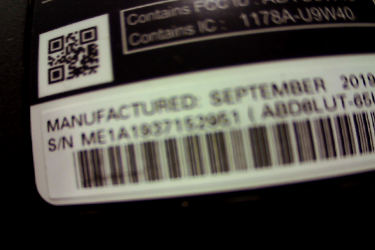 Contains FCC ID :
Contains IC : 1178A-U9W40
MANUFACTURED: SEPTEMBER 2019
S/N ME1A1937152951 (